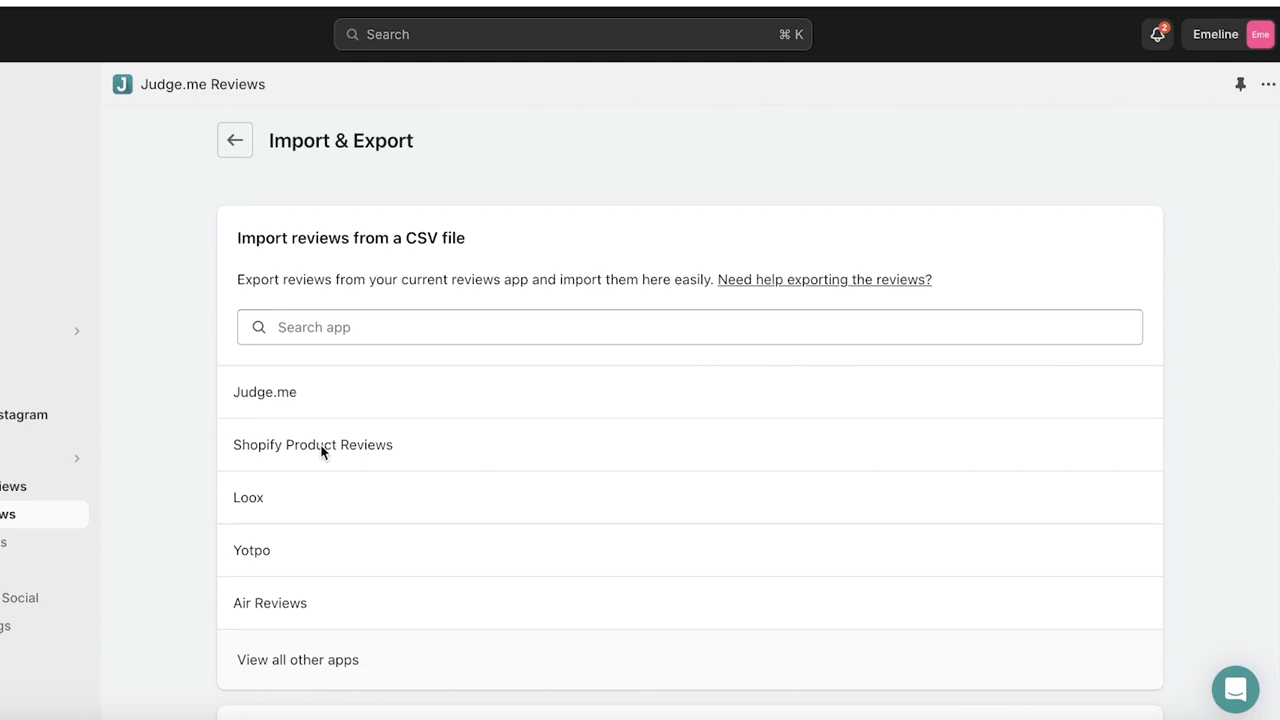 Search
⌘ K
2
Emeline
Eme
J
Judge.me Reviews
Import & Export
Import reviews from a CSV file
Export reviews from your current reviews app and import them here easily. Need help exporting the reviews?
Search app
Judge.me
Shopify Product Reviews
stagram
Loox
iews
ws
s
Yotpo
Social
Air Reviews
gs
View all other apps